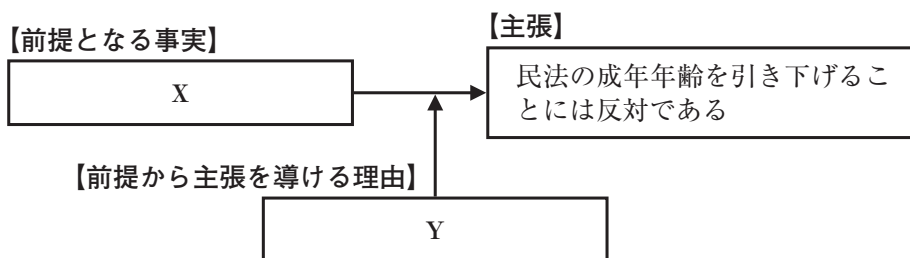 【前提となる事実】
X
【主張】
民法の成年年齢を引き下げるこ
とには反対である
【前提から主張を導ける理由】
Y